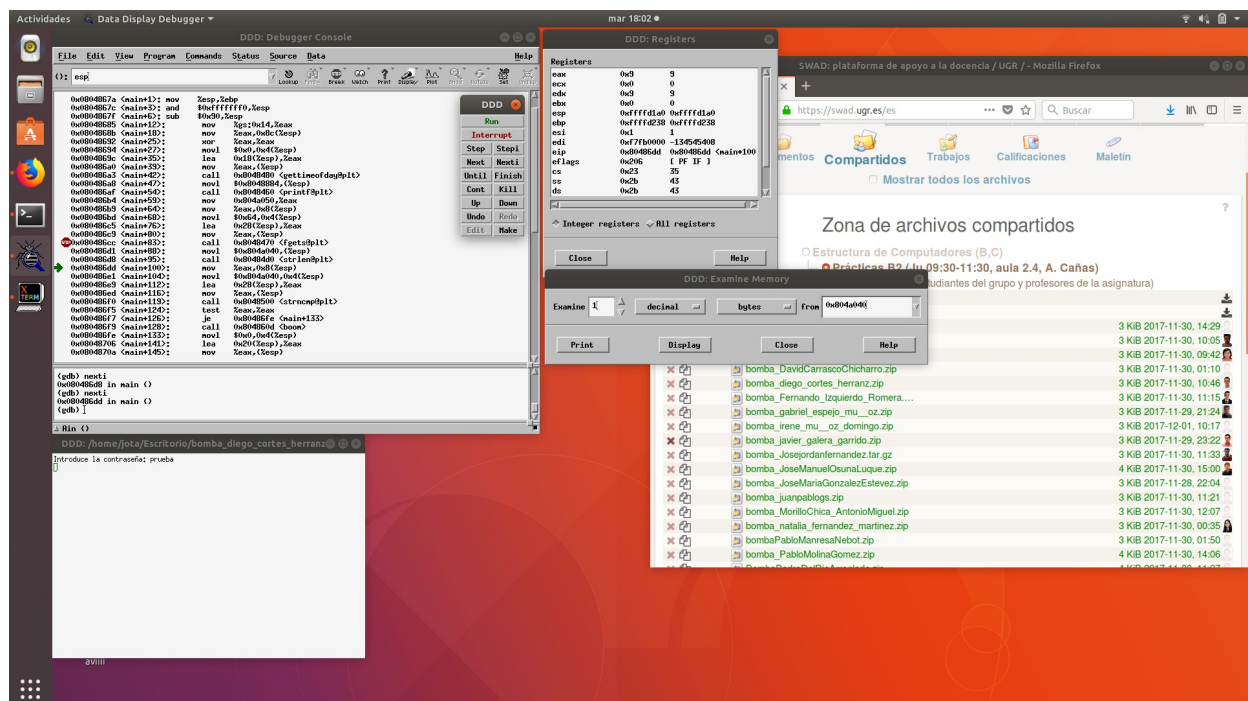 Actividades Data Display Debugger mar 18:02
DDD: Debugger Console
File Edit View Program Commands Status Source Data Help
(): esp
Lookup Break Watch Print Display Plot Rotate Set
0x0804867a <main+1>: mov %esp,%ebp
0x0804867c <main+3>: and $0xfffffff0,%esp
0x0804867f <main+6>: sub $0x90,%esp
0x08048685 <main+12>: mov %gs:0x14,%eax
0x0804868b <main+18>: mov %eax,0x8c(%esp)
0x08048692 <main+25>: xor %eax,%eax
0x08048694 <main+27>: movl $0x0,0x4(%esp)
0x0804869c <main+35>: lea 0x18(%esp),%eax
0x080486a0 <main+39>: mov %eax,(%esp)
0x080486a3 <main+42>: call 0x8048480 <gettimeofday@plt>
0x080486a8 <main+47>: movl $0x8048884,(%esp)
0x080486af <main+54>: call 0x8048460 <printf@plt>
0x080486b4 <main+59>: mov 0x804a050,%eax
0x080486b9 <main+64>: mov %eax,0x8(%esp)
0x080486bd <main+68>: movl $0x64,0x4(%esp)
0x080486c5 <main+76>: lea 0x28(%esp),%eax
0x080486c9 <main+80>: mov %eax,(%esp)
0x080486cc <main+83>: call 0x8048470 <fgets@plt>
0x080486d1 <main+88>: movl $0x804a040,(%esp)
0x080486d8 <main+95>: call 0x80484d0 <strlen@plt>
0x080486dd <main+100>: mov %eax,0x8(%esp)
0x080486e1 <main+104>: movl $0x804a040,0x4(%esp)
0x080486e9 <main+112>: lea 0x28(%esp),%eax
0x080486ed <main+116>: mov %eax,(%esp)
0x080486f0 <main+119>: call 0x8048500 <strncmp@plt>
0x080486f5 <main+124>: test %eax,%eax
0x080486f7 <main+126>: je 0x80486fe <main+133>
0x080486f9 <main+128>: call 0x804860d <boom>
0x080486fe <main+133>: movl $0x0,0x4(%esp)
0x08048706 <main+141>: lea 0x20(%esp),%eax
0x0804870a <main+145>: mov %eax,(%esp)
(gdb) nexti
0x080486d8 in main ()
(gdb) nexti
0x080486dd in main ()
(gdb)
Ain ()
DDD
Run
Interrupt
Step Stepi
Next Nexti
Until Finish
Cont Kill
Up Down
Undo Redo
Edit Make
DDD: Registers
Registers
eax 0x9 9
ecx 0x0 0
edx 0x9 9
ebx 0x0 0
esp 0xffffd1a0 0xffffd1a0
ebp 0xffffd238 0xffffd238
esi 0x1 1
edi 0xf7fb0000 -134545408
eip 0x80486dd 0x80486dd <main+100
eflags 0x206 [ PF IF ]
cs 0x23 35
ss 0x2b 43
ds 0x2b 43
Integer registers All registers
Close Help
DDD: Examine Memory
Examine 1 decimal bytes from 0x804a040
Print Display Close Help
DDD: /home/jota/Escritorio/bomba_diego_cortes_herranz
Introduce la contraseña: prueba
aviiii
SWAD: plataforma de apoyo a la docencia / UGR / - Mozilla Firefox
https://swad.ugr.es/es Buscar
mentos Compartidos Trabajos Calificaciones Maletín
Mostrar todos los archivos
?
Zona de archivos compartidos
Estructura de Computadores (B,C)
Prácticas B2 (Ju 09:30-11:30, aula 2.4, A. Cañas)
tudiantes del grupo y profesores de la asignatura)
3 KiB 2017-11-30, 14:29
3 KiB 2017-11-30, 10:05
3 KiB 2017-11-30, 09:42
bomba_DavidCarrascoChicharro.zip 3 KiB 2017-11-30, 01:10
bomba_diego_cortes_herranz.zip 3 KiB 2017-11-30, 10:46
bomba_Fernando_Izquierdo_Romera.... 3 KiB 2017-11-30, 11:15
bomba_gabriel_espejo_mu__oz.zip 3 KiB 2017-11-29, 21:24
bomba_irene_mu__oz_domingo.zip 3 KiB 2017-12-01, 10:17
bomba_javier_galera_garrido.zip 3 KiB 2017-11-29, 23:22
bomba_Josejordanfernandez.tar.gz 3 KiB 2017-11-30, 11:33
bomba_JoseManuelOsunaLuque.zip 4 KiB 2017-11-30, 15:00
bomba_JoseMariaGonzalezEstevez.zip 3 KiB 2017-11-28, 22:04
bomba_juanpablogs.zip 3 KiB 2017-11-30, 11:21
bomba_MorilloChica_AntonioMiguel.zip 3 KiB 2017-11-30, 12:07
bomba_natalia_fernandez_martinez.zip 3 KiB 2017-11-30, 00:35
bombaPabloManresaNebot.zip 3 KiB 2017-11-30, 01:50
bomba_PabloMolinaGomez.zip 4 KiB 2017-11-30, 14:06